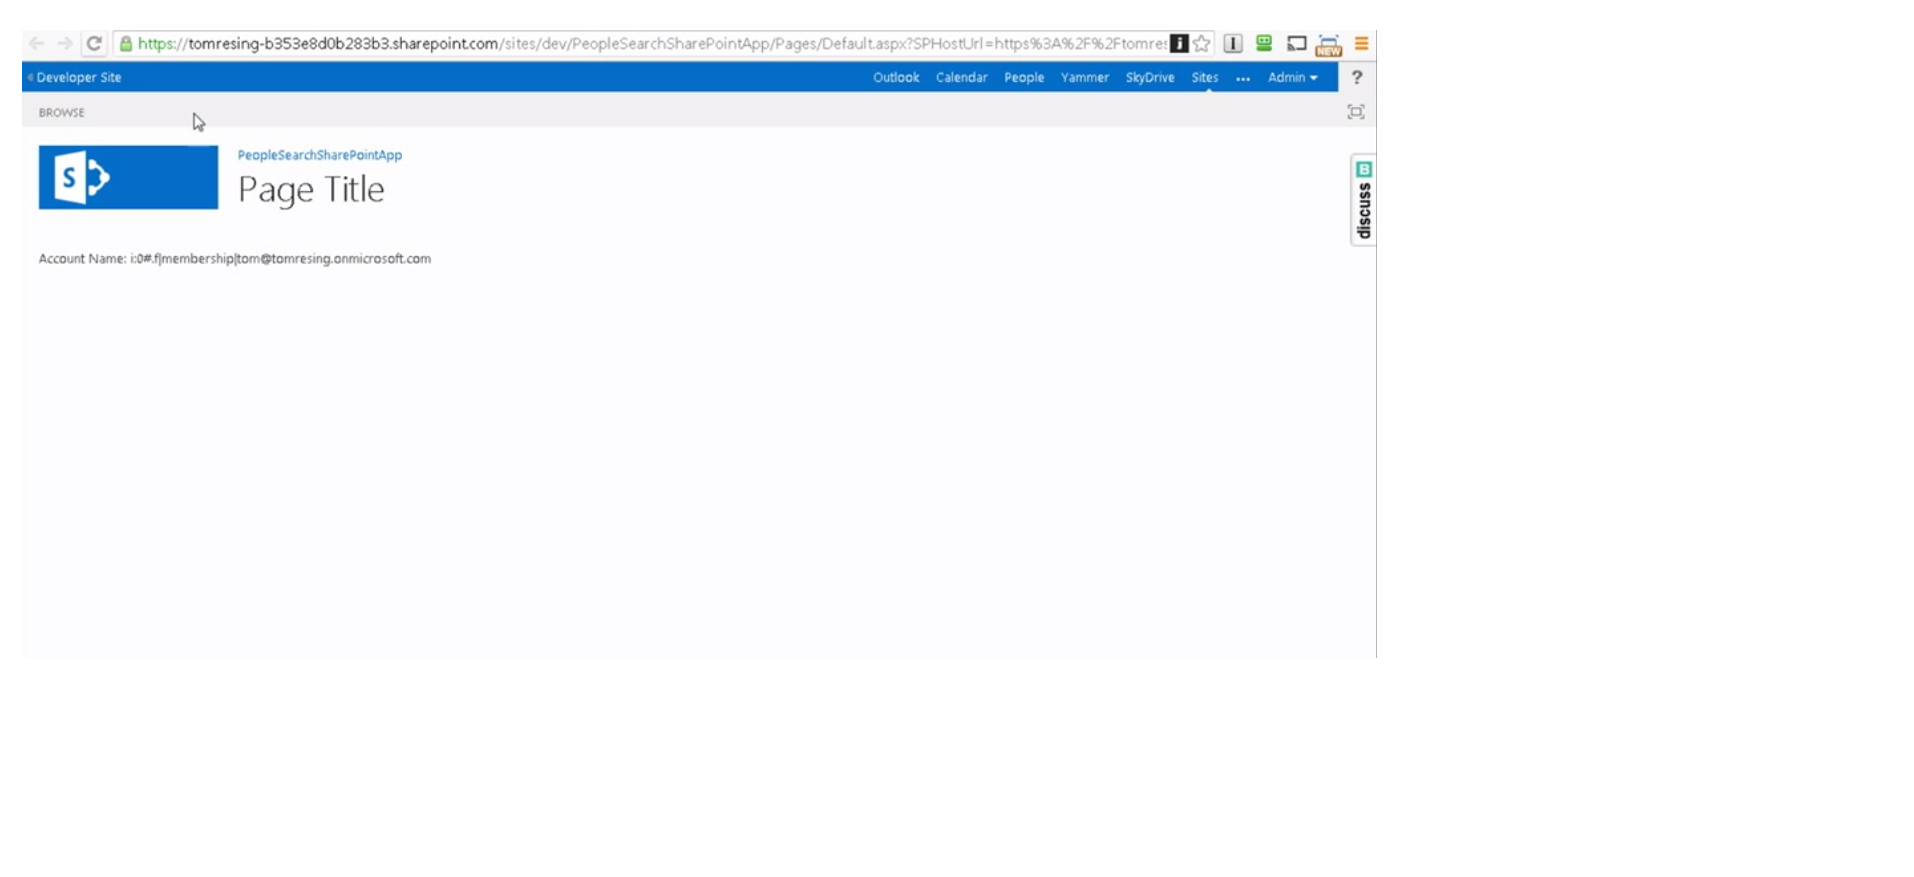 https://tomresing-b353e8d0b283b3.sharepoint.com/sites/dev/PeopleSearchSharePointApp/Pages/Default.aspx?SPHostUrl=https%3A%2F%2Ftomres
Developer Site Outlook Calendar People Yammer SkyDrive Sites ... Admin ?
BROWSE
S
PeopleSearchSharePointApp
Page Title
discuss B
Account Name: i:0#.f|membership|tom@tomresing.onmicrosoft.com
NEW